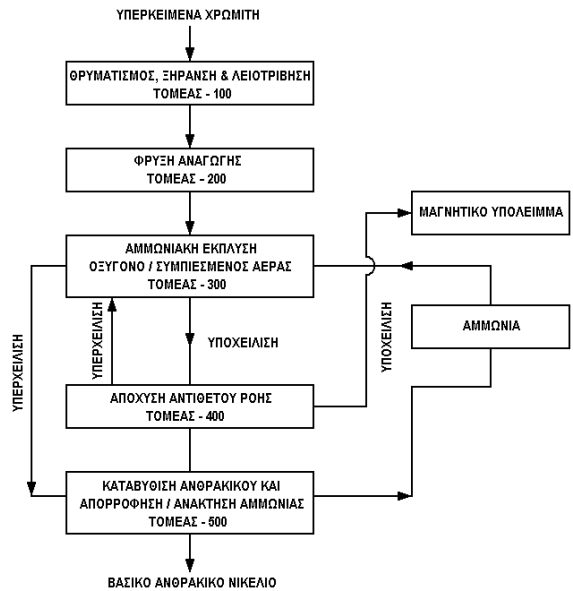 ΥΠΕΡΚΕΙΜΕΝΑ ΧΡΩΜΙΤΗ
ΘΡΥΜΑΤΙΣΜΟΣ, ΞΗΡΑΝΣΗ & ΛΕΙΟΤΡΙΒΗΣΗ
ΤΟΜΕΑΣ - 100
ΦΡΥΞΗ ΑΝΑΓΩΓΗΣ
ΤΟΜΕΑΣ - 200
ΜΑΓΝΗΤΙΚΟ ΥΠΟΛΕΙΜΜΑ
ΑΜΜΩΝΙΑΚΗ ΕΚΠΛΥΣΗ
ΟΞΥΓΟΝΟ / ΣΥΜΠΙΕΣΜΕΝΟΣ ΑΕΡΑΣ
ΤΟΜΕΑΣ - 300
ΥΠΕΡΧΕΙΛΙΣΗ
ΥΠΕΡΧΕΙΛΙΣΗ
ΥΠΟΧΕΙΛΙΣΗ
ΥΠΟΧΕΙΛΙΣΗ
ΑΜΜΩΝΙΑ
ΑΠΟΧΥΣΗ ΑΝΤΙΘΕΤΟΥ ΡΟΗΣ
ΤΟΜΕΑΣ - 400
ΚΑΤΑΒΥΘΙΣΗ ΑΝΘΡΑΚΙΚΟΥ ΚΑΙ
ΑΠΟΡΡΟΦΗΣΗ / ΑΝΑΚΤΗΣΗ ΑΜΜΩΝΙΑΣ
ΤΟΜΕΑΣ - 500
ΒΑΣΙΚΟ ΑΝΘΡΑΚΙΚΟ ΝΙΚΕΛΙΟ